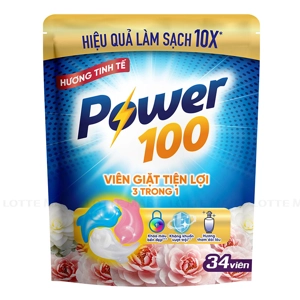 HIỆU QUẢ LÀM SẠCH 10X*
HƯƠNG TINH TẾ
Power
100
VIÊN GIẶT TIỆN LỢI
3 TRONG 1
34 viên